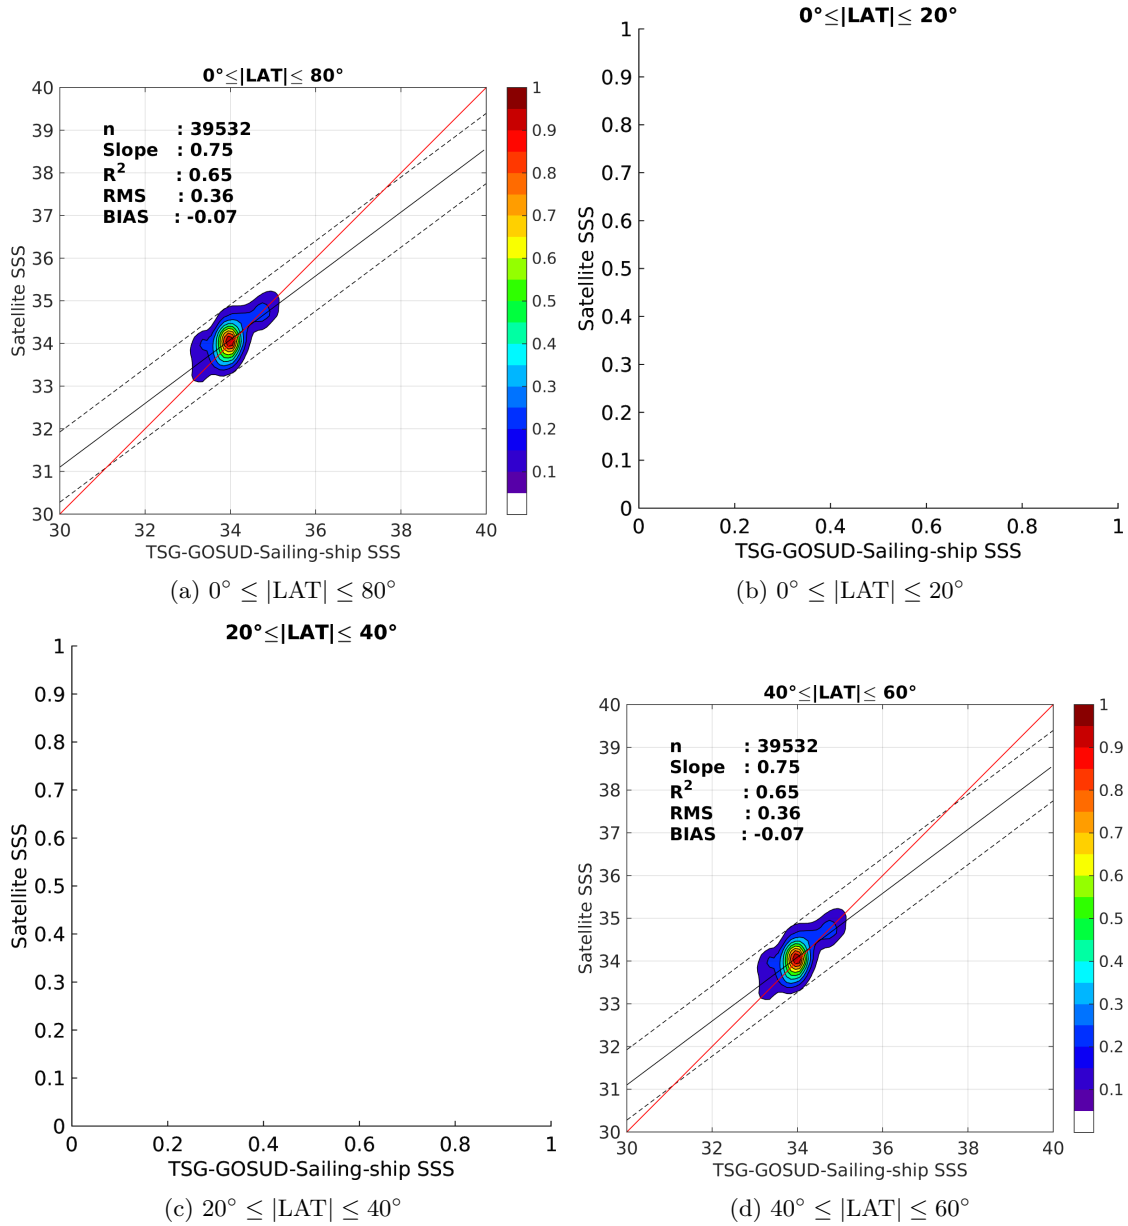 0°≤|LAT|≤ 80°
40
39
38
37
36
35
34
33
32
31
30
30 32 34 36 38 40
n : 39532
Slope : 0.75
R2 : 0.65
RMS : 0.36
BIAS : -0.07
Satellite SSS
TSG-GOSUD-Sailing-ship SSS
1
0.9
0.8
0.7
0.6
0.5
0.4
0.3
0.2
0.1
(a) 0° ≤ |LAT| ≤ 80°
0°≤|LAT|≤ 20°
1
0.9
0.8
0.7
0.6
0.5
0.4
0.3
0.2
0.1
0
0 0.2 0.4 0.6 0.8 1
Satellite SSS
TSG-GOSUD-Sailing-ship SSS
(b) 0° ≤ |LAT| ≤ 20°
20°≤|LAT|≤ 40°
1
0.9
0.8
0.7
0.6
0.5
0.4
0.3
0.2
0.1
0
0 0.2 0.4 0.6 0.8 1
Satellite SSS
TSG-GOSUD-Sailing-ship SSS
(c) 20° ≤ |LAT| ≤ 40°
40°≤|LAT|≤ 60°
40
39
38
37
36
35
34
33
32
31
30
30 32 34 36 38 40
n : 39532
Slope : 0.75
R2 : 0.65
RMS : 0.36
BIAS : -0.07
Satellite SSS
TSG-GOSUD-Sailing-ship SSS
1
0.9
0.8
0.7
0.6
0.5
0.4
0.3
0.2
0.1
(d) 40° ≤ |LAT| ≤ 60°